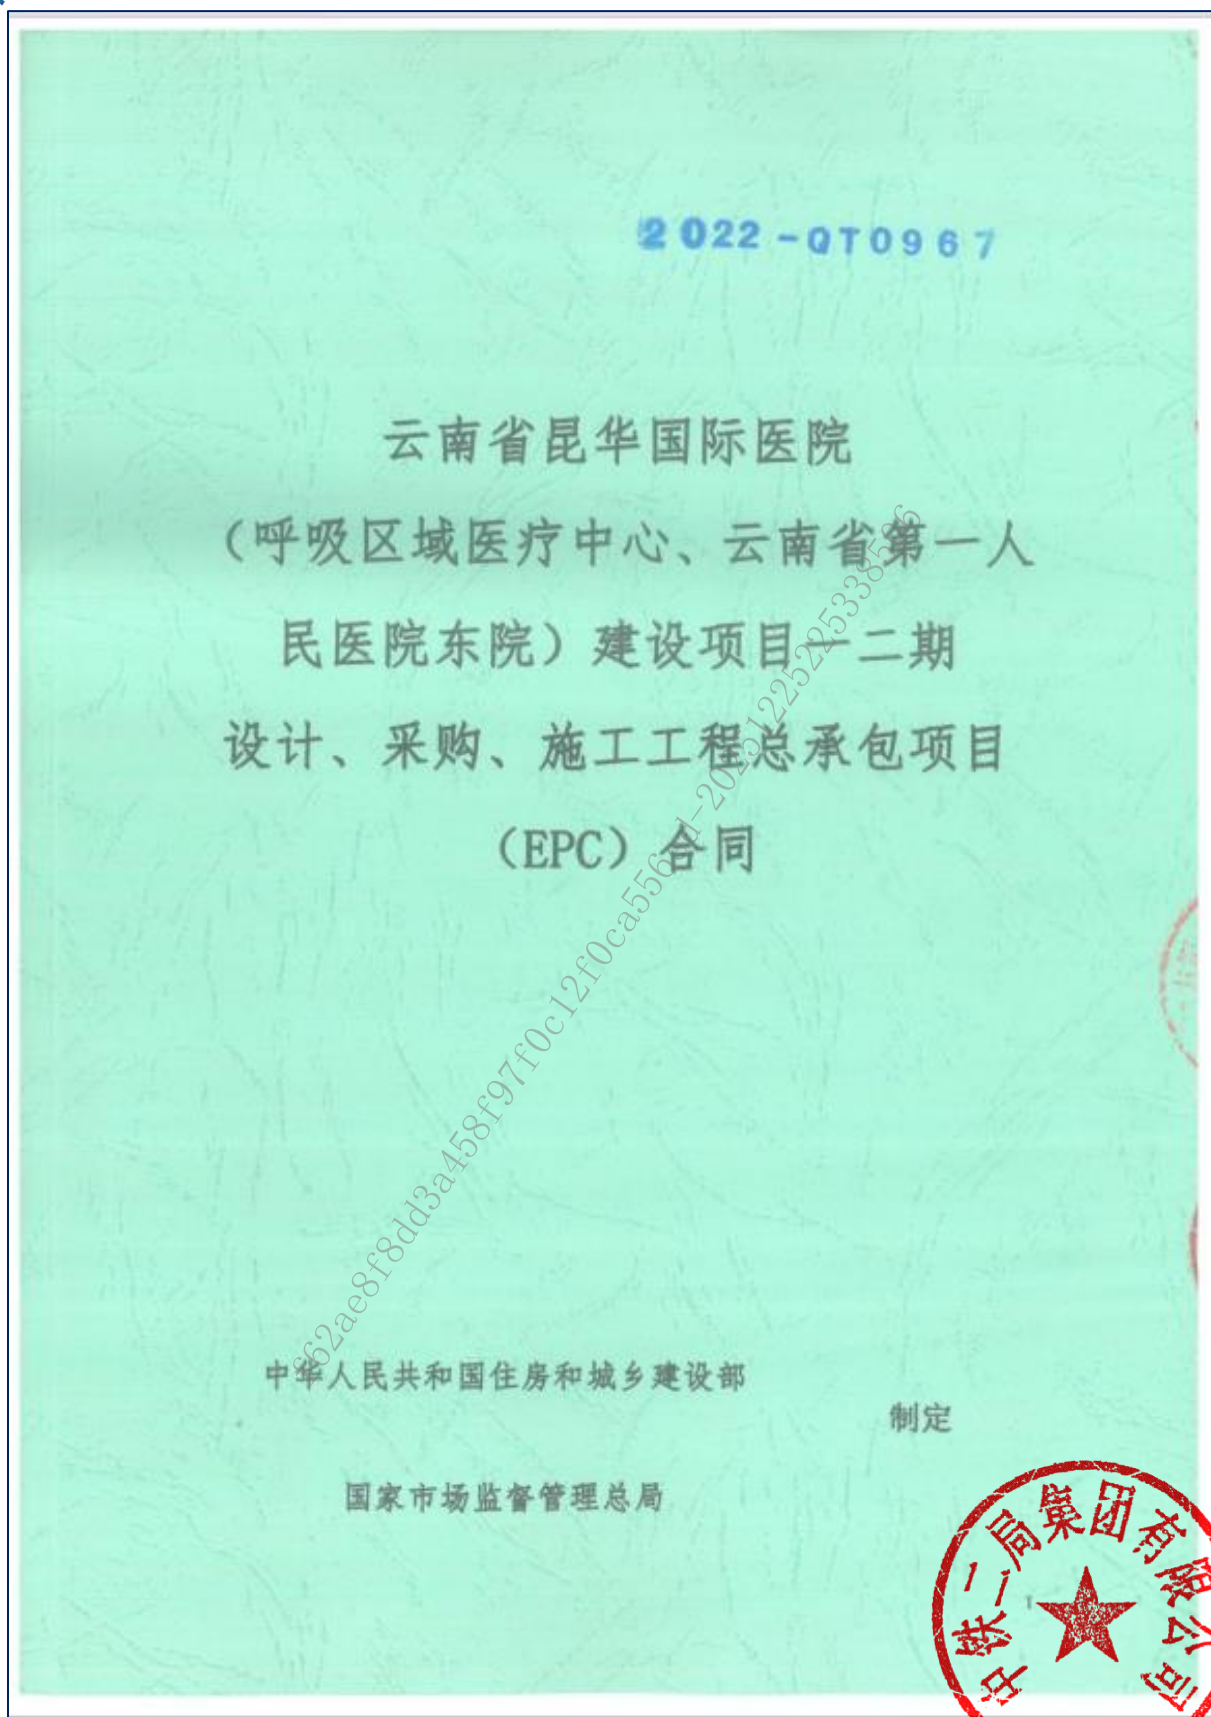 2022-QT0967
云南省昆华国际医院
（呼吸区域医疗中心、云南省第一人
民医院东院）建设项目一二期
设计、采购、施工工程总承包项目
（EPC）合同
中华人民共和国住房和城乡建设部
制定
国家市场监督管理总局
中铁二局集团有限公司